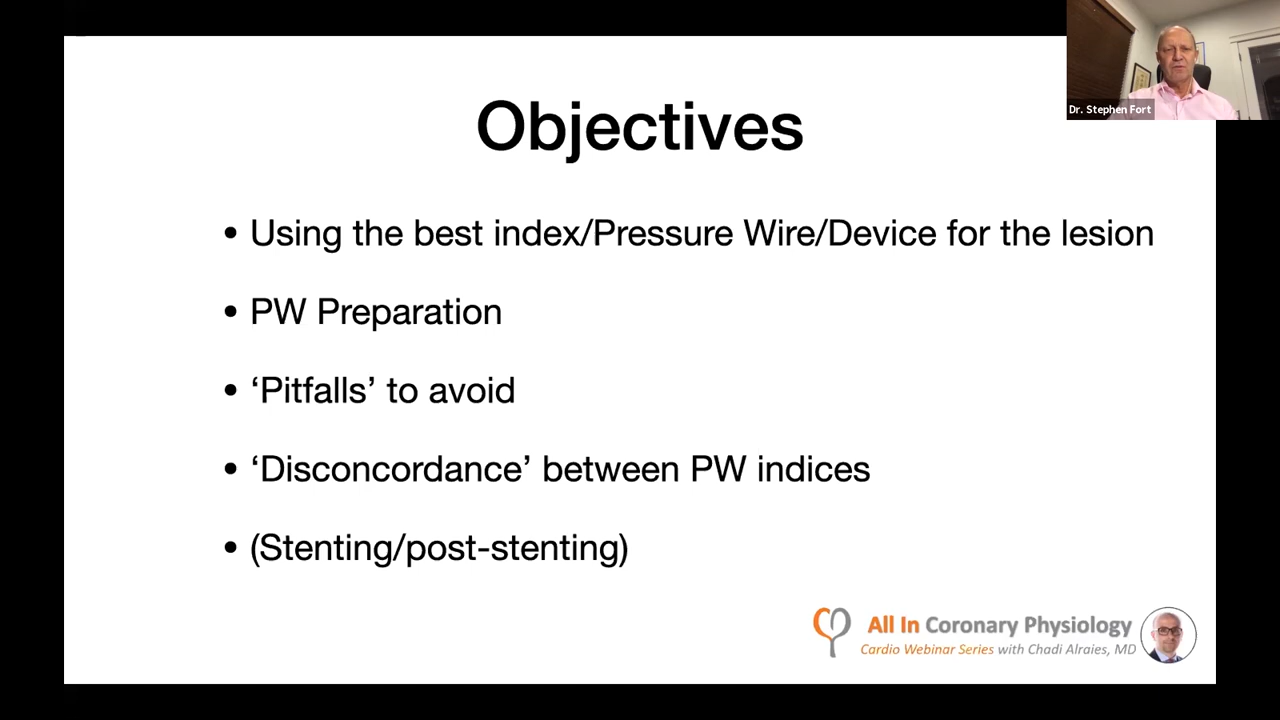 Dr. Stephen Fort
Objectives
• Using the best index/Pressure Wire/Device for the lesion
• PW Preparation
• ‘Pitfalls’ to avoid
• ‘Disconcordance’ between PW indices
• (Stenting/post-stenting)
All In Coronary Physiology
Cardio Webinar Series with Chadi Alraies, MD